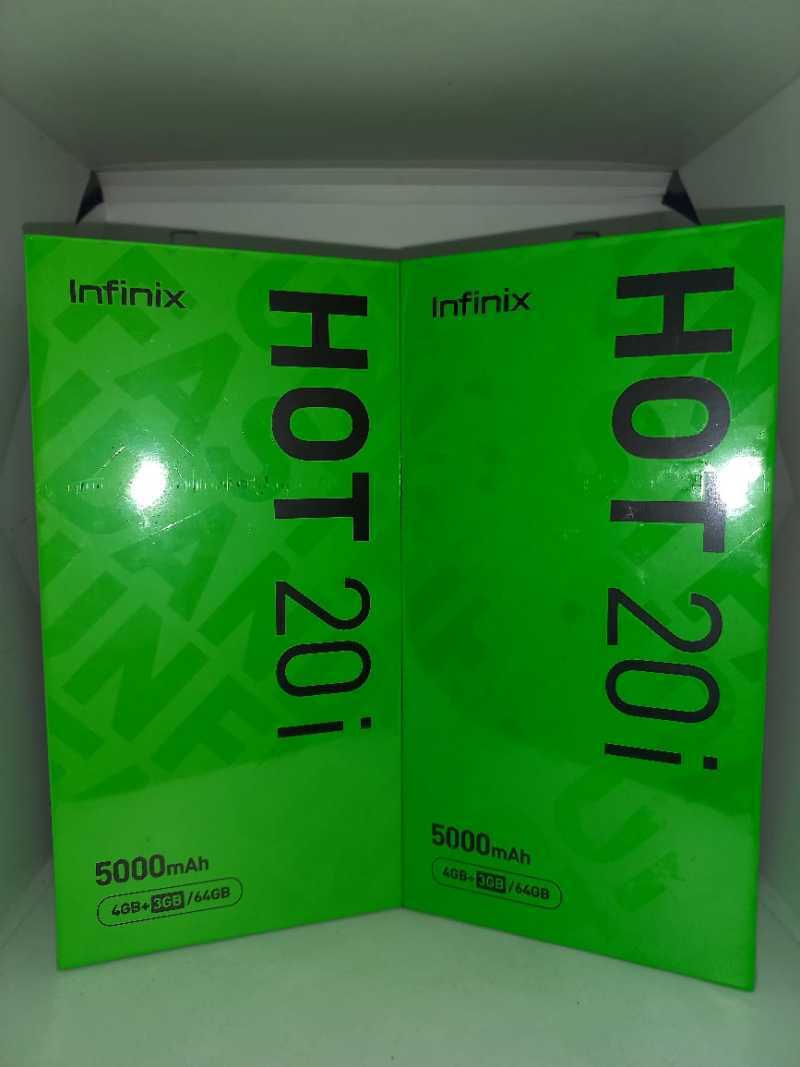 Infinix
HOT 20i
5000mAh
4GB+3GB/64GB
Infinix
HOT 20i
5000mAh
4GB+3GB/64GB